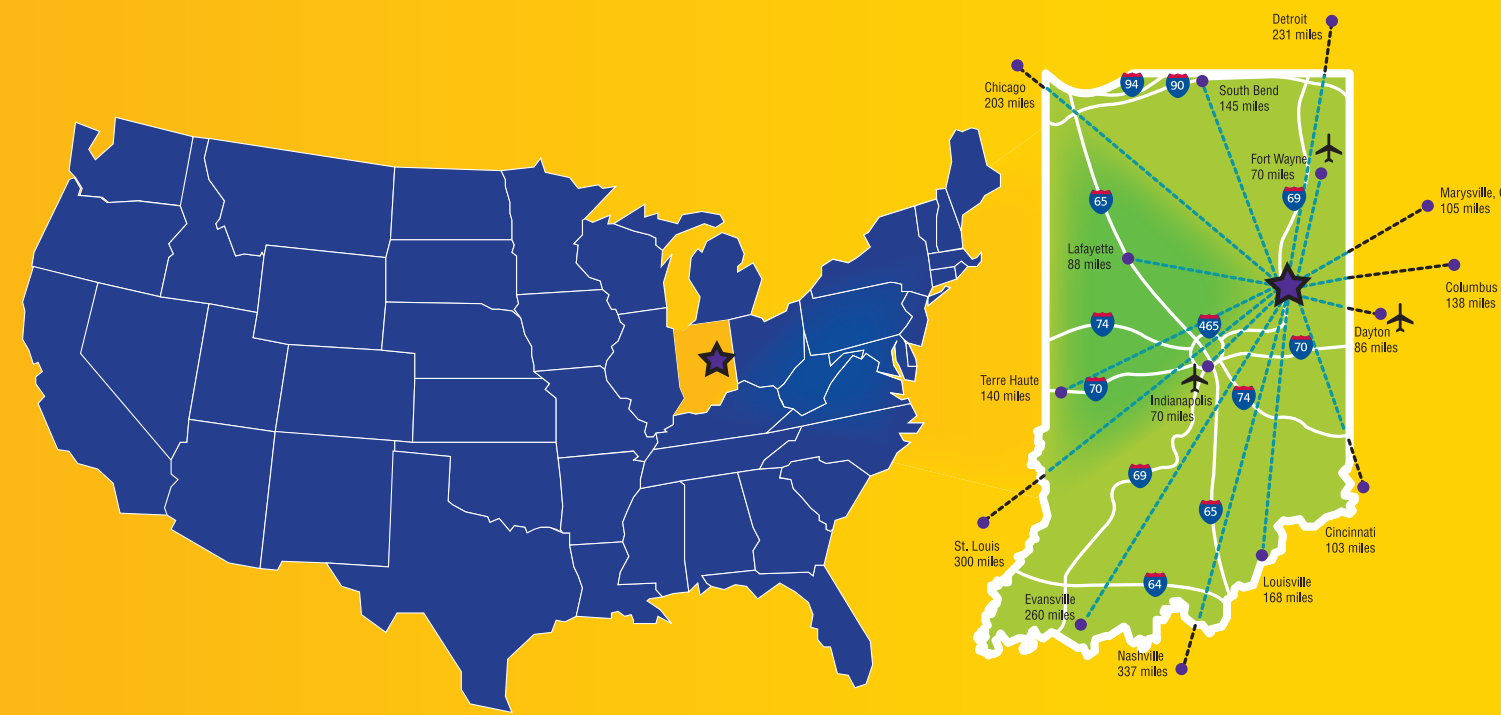 Detroit
231 miles
Chicago
203 miles
94
90
South Bend
145 miles
Fort Wayne
70 miles
65
69
Marysville,
105 miles
Lafayette
88 miles
Columbus
138 miles
74
465
Dayton
86 miles
70
Terre Haute
140 miles
70
Indianapolis
70 miles
74
69
65
St. Louis
300 miles
Cincinnati
103 miles
64
Evansville
260 miles
Louisville
168 miles
Nashville
337 miles